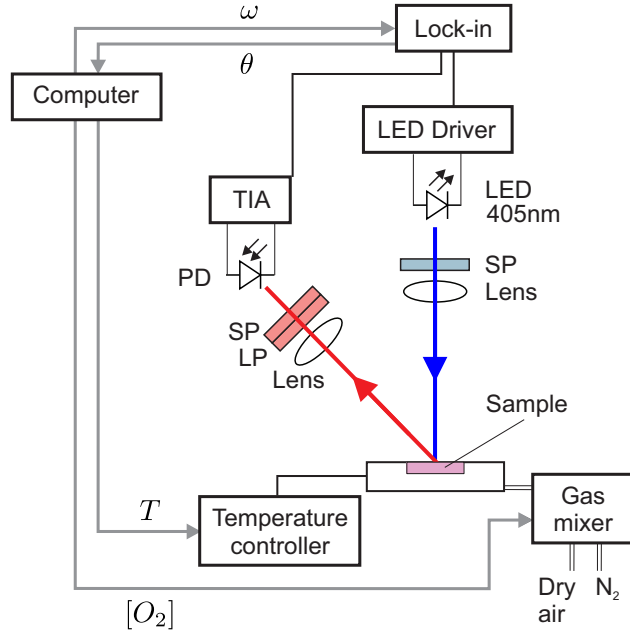 ω
Lock-in
θ
Computer
LED Driver
TIA
LED
405nm
PD
SP
Lens
SP
LP
Lens
Sample
T
Temperature
controller
Gas
mixer
Dry
air
N₂
[O₂]